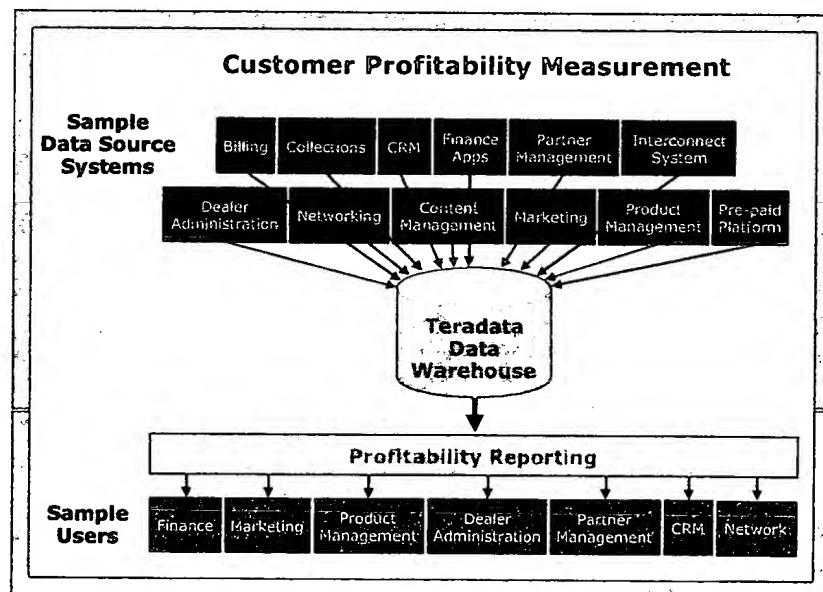 Customer Profitability Measurement
Sample
Data Source
Systems
Billing
Collections
CRM
Finance
Apps
Partner
Management
Interconnect
System
Dealer
Administration
Networking
Content
Management
Marketing
Product
Management
Pre-paid
Platform
Teradata
Data
Warehouse
Profitability Reporting
Sample
Users
Finance
Marketing
Product
Management
Dealer
Administration
Partner
Management
CRM
Network